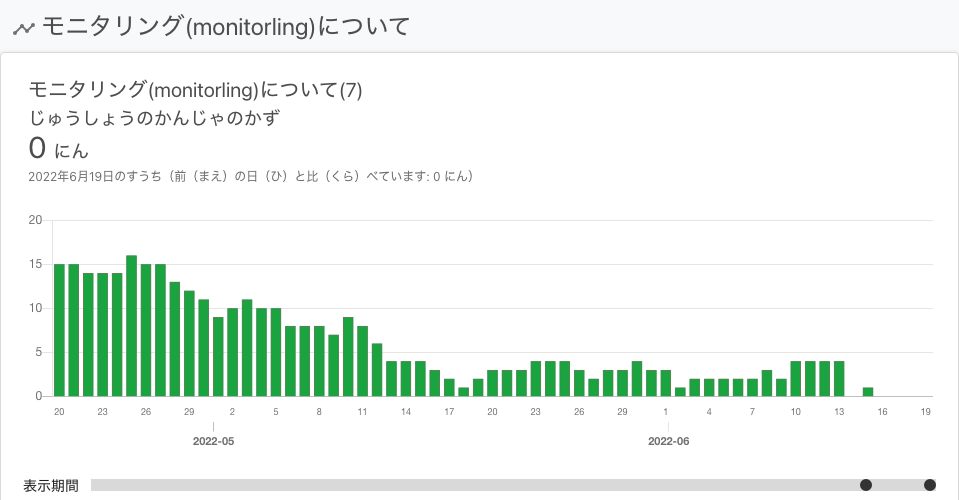 モニタリング(monitorling)について
モニタリング(monitorling)について(7)
じゅうしょうのかんじゃのかず
0 にん
2022年6月19日のすうち（前（まえ）の日（ひ）と比（くら）べています: 0 にん）
20
15
10
5
0
20 23 26 29 2 5 8 11 14 17 20 23 26 29 1 4 7 10 13 16 19
2022-05 2022-06
表示期間